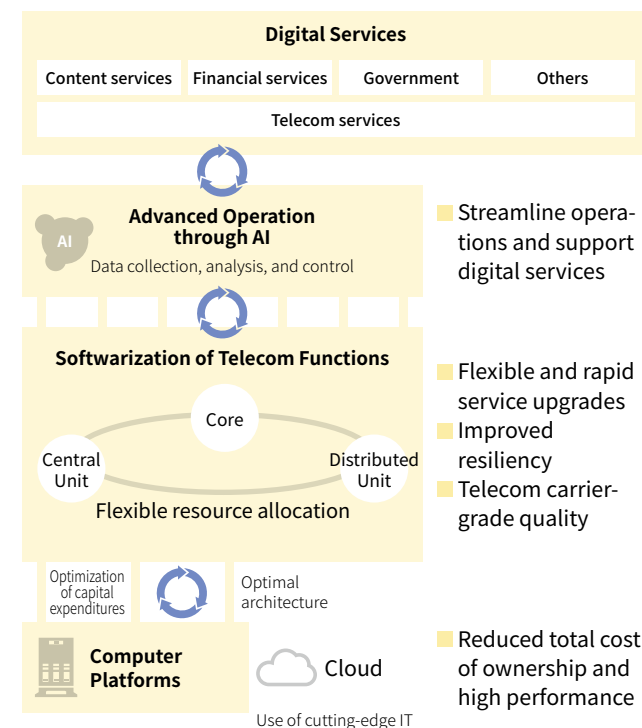 Digital Services
Content services
Financial services
Government
Others
Telecom services
AI
Advanced Operation
through AI
Data collection, analysis, and control
Streamline opera-
tions and support
digital services
Softwarization of Telecom Functions
Core
Central
Unit
Distributed
Unit
Flexible resource allocation
Flexible and rapid
service upgrades
Improved
resiliency
Telecom carrier-
grade quality
Optimization
of capital
expenditures
Optimal
architecture
Computer
Platforms
Cloud
Use of cutting-edge IT
Reduced total cost
of ownership and
high performance